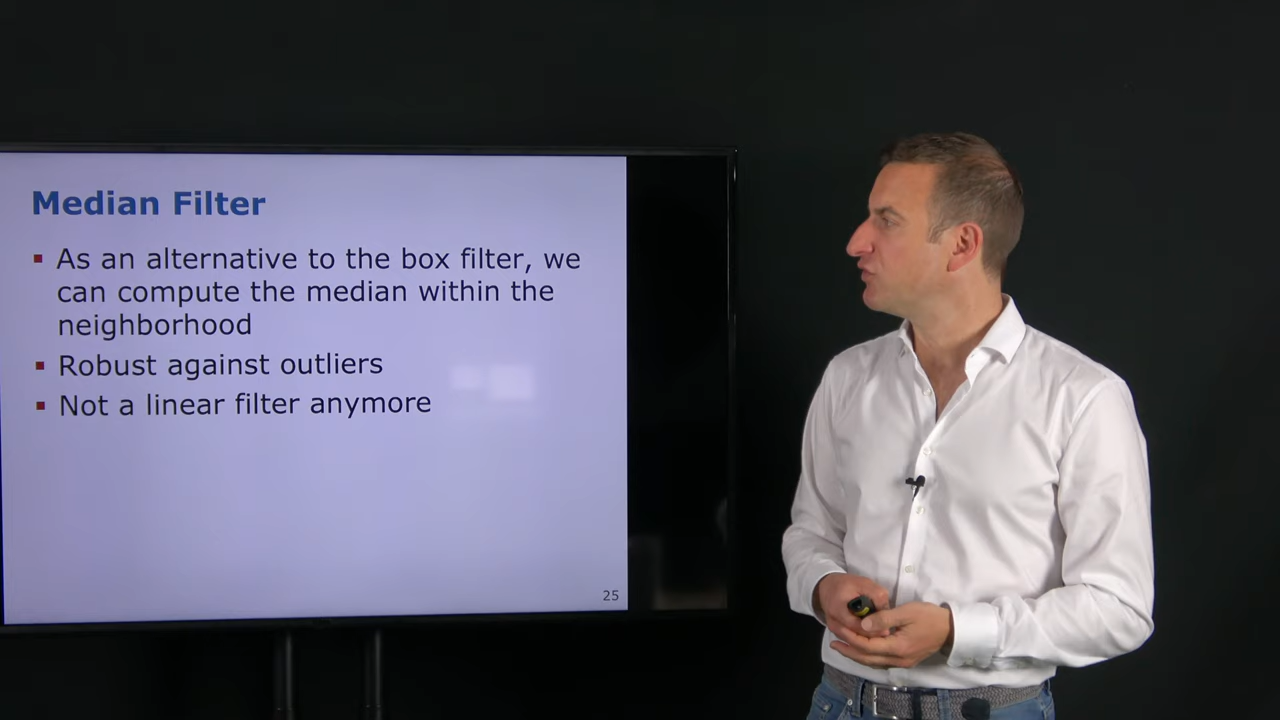 Median Filter
▪ As an alternative to the box filter, we
can compute the median within the
neighborhood
▪ Robust against outliers
▪ Not a linear filter anymore
25